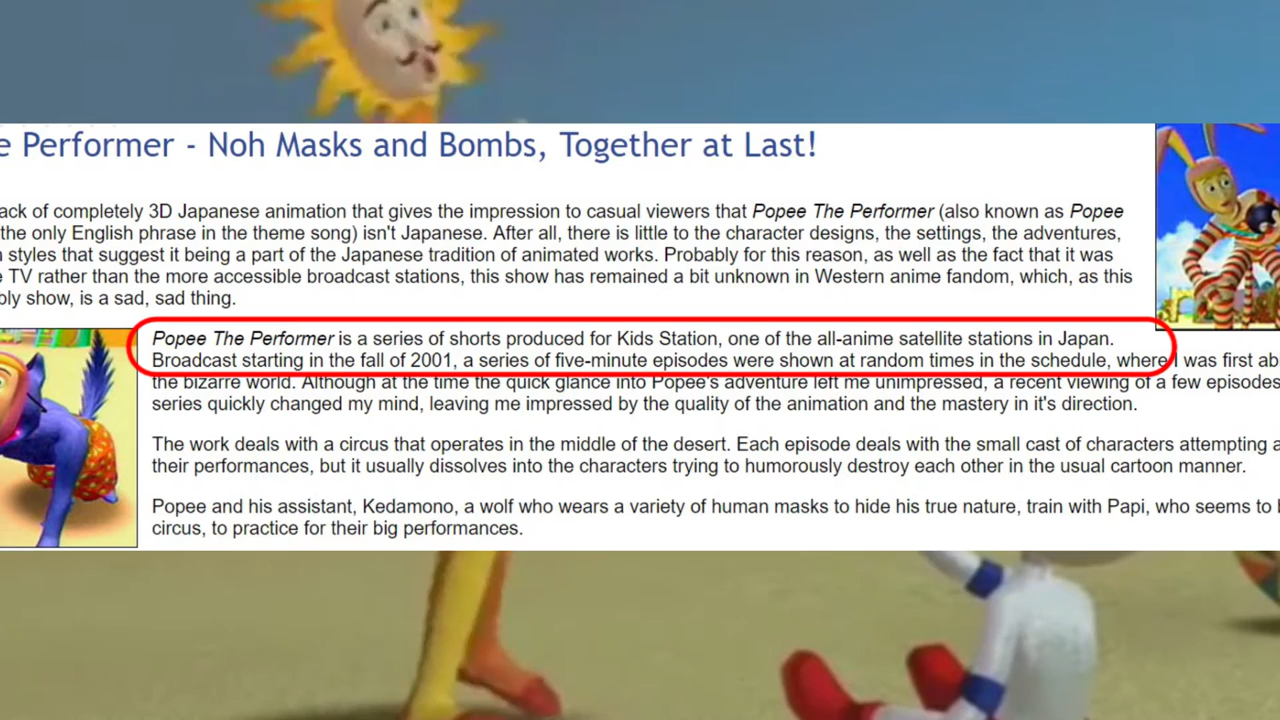 e Performer - Noh Masks and Bombs, Together at Last!
ack of completely 3D Japanese animation that gives the impression to casual viewers that Popee The Performer (also known as Popee
the only English phrase in the theme song) isn't Japanese. After all, there is little to the character designs, the settings, the adventures,
styles that suggest it being a part of the Japanese tradition of animated works. Probably for this reason, as well as the fact that it was
TV rather than the more accessible broadcast stations, this show has remained a bit unknown in Western anime fandom, which, as this
bly show, is a sad, sad thing.
Popee The Performer is a series of shorts produced for Kids Station, one of the all-anime satellite stations in Japan.
Broadcast starting in the fall of 2001, a series of five-minute episodes were shown at random times in the schedule, where I was first ab
the bizarre world. Although at the time the quick glance into Popee's adventure left me unimpressed, a recent viewing of a few episodes
series quickly changed my mind, leaving me impressed by the quality of the animation and the mastery in it's direction.
The work deals with a circus that operates in the middle of the desert. Each episode deals with the small cast of characters attempting a
their performances, but it usually dissolves into the characters trying to humorously destroy each other in the usual cartoon manner.
Popee and his assistant, Kedamono, a wolf who wears a variety of human masks to hide his true nature, train with Papi, who seems to
circus, to practice for their big performances.